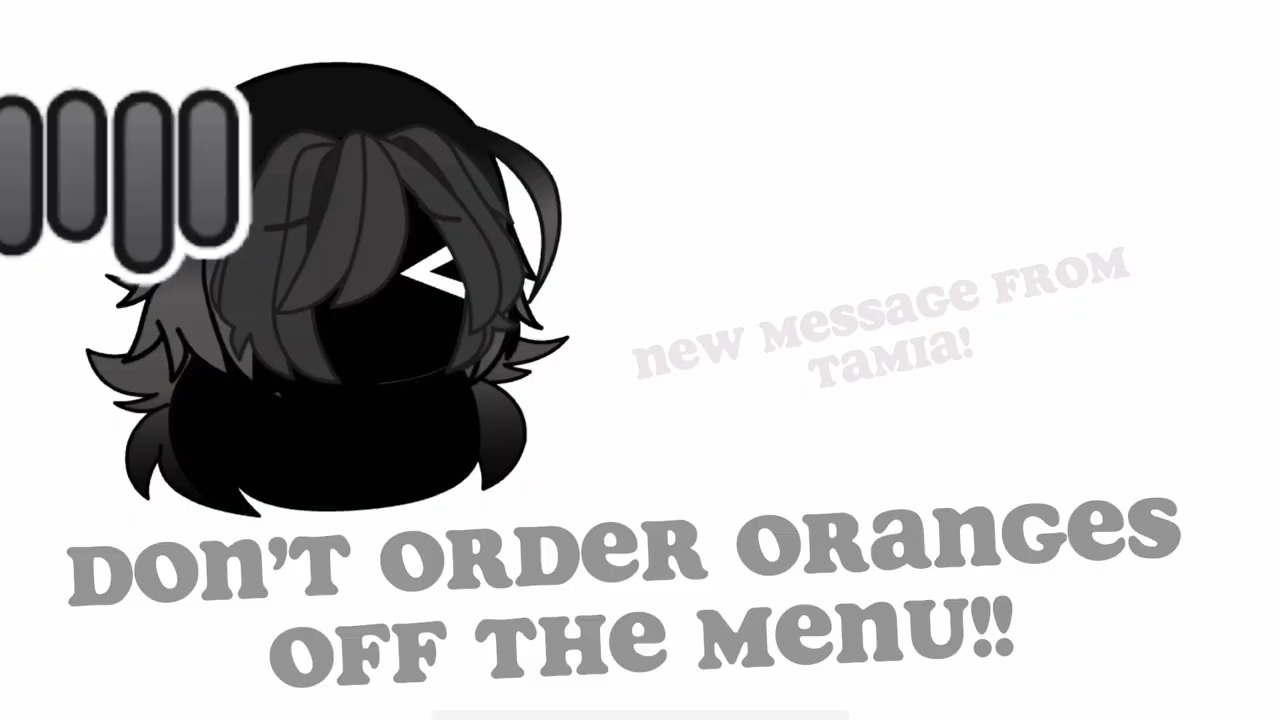 new message from
Tamia!
Don't order oranges
off the menu!!